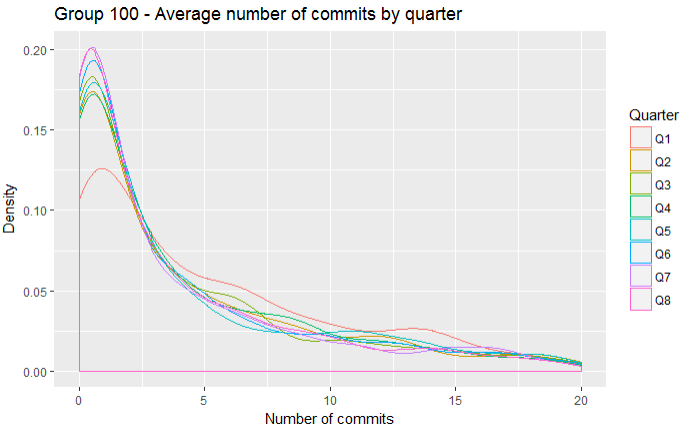 Group 100 - Average number of commits by quarter
0.20
0.15
0.10
0.05
0.00
Density
0
5
10
15
20
Number of commits
Quarter
Q1
Q2
Q3
Q4
Q5
Q6
Q7
Q8